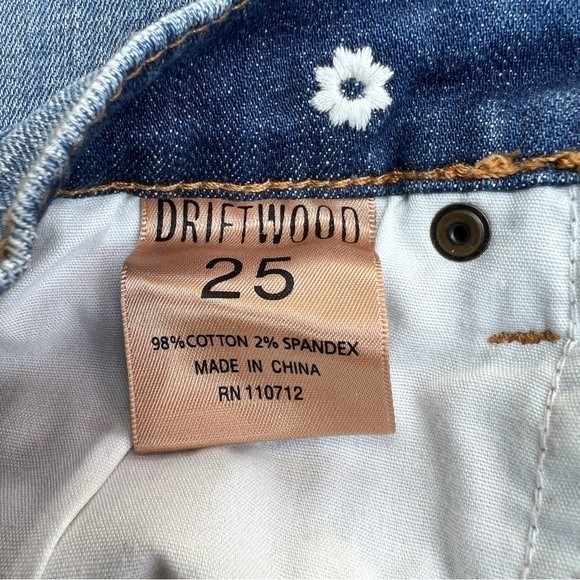 DRIFTWOOD
25
98% COTTON 2% SPANDEX
MADE IN CHINA
RN 110712